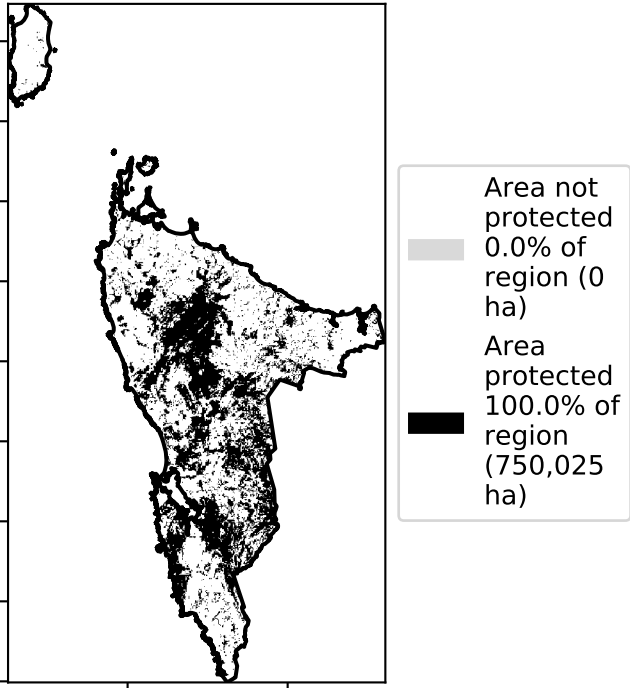 Area not
protected
0.0% of
region (0
ha)
Area
protected
100.0% of
region
(750,025
ha)